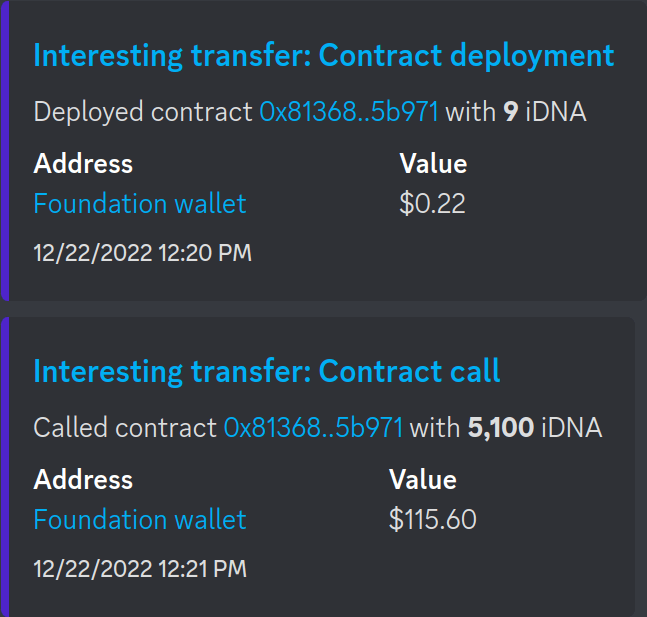 Interesting transfer: Contract deployment
Deployed contract 0x81368..5b971 with 9 iDNA
Address Value
Foundation wallet $0.22
12/22/2022 12:20 PM
Interesting transfer: Contract call
Called contract 0x81368..5b971 with 5,100 iDNA
Address Value
Foundation wallet $115.60
12/22/2022 12:21 PM